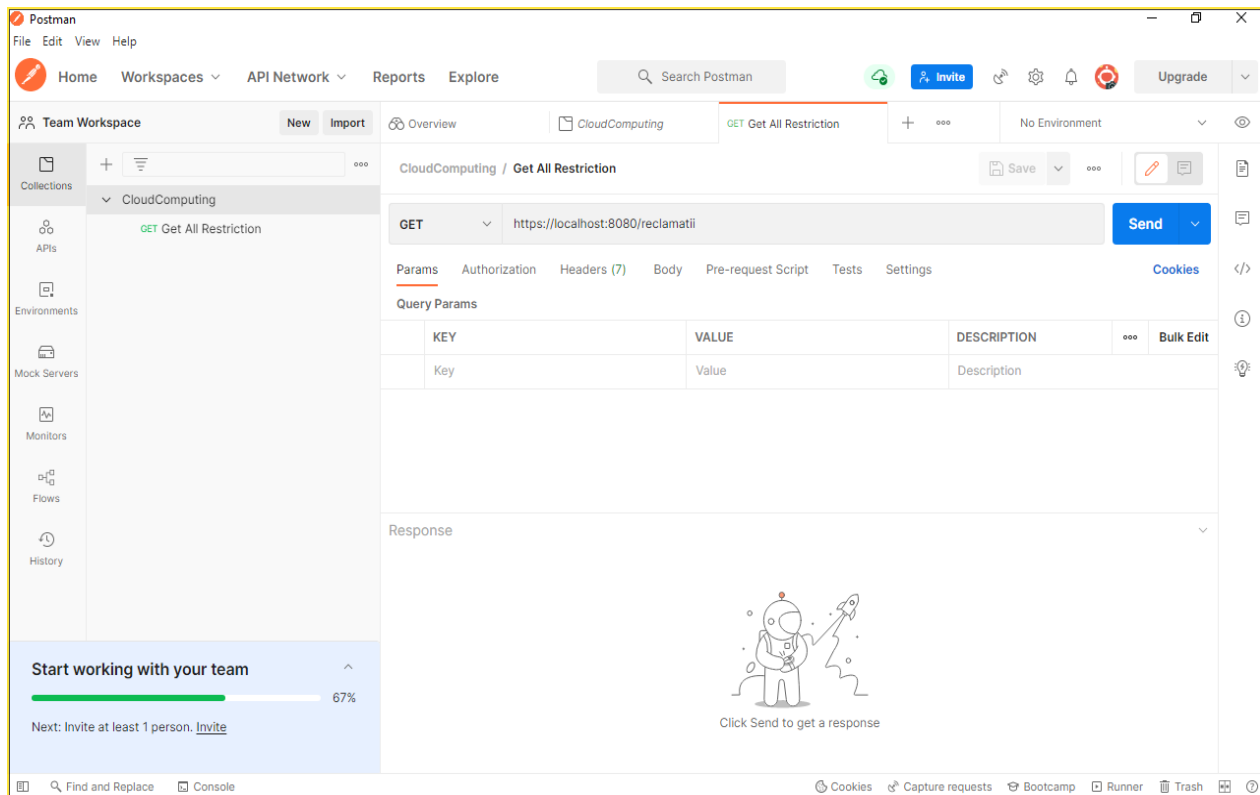 Postman
File Edit View Help
Home Workspaces API Network Reports Explore Search Postman Invite Upgrade
Team Workspace New Import Overview CloudComputing GET Get All Restriction No Environment
Collections
CloudComputing / Get All Restriction Save
CloudComputing
GET Get All Restriction
GET https://localhost:8080/reclamatii Send
APIs
Params Authorization Headers (7) Body Pre-request Script Tests Settings Cookies
Environments
Query Params
KEY VALUE DESCRIPTION Bulk Edit
Mock Servers
Key Value Description
Monitors
Flows
Response
History
Start working with your team
67%
Next: Invite at least 1 person. Invite
Click Send to get a response
Find and Replace Console Cookies Capture requests Bootcamp Runner Trash